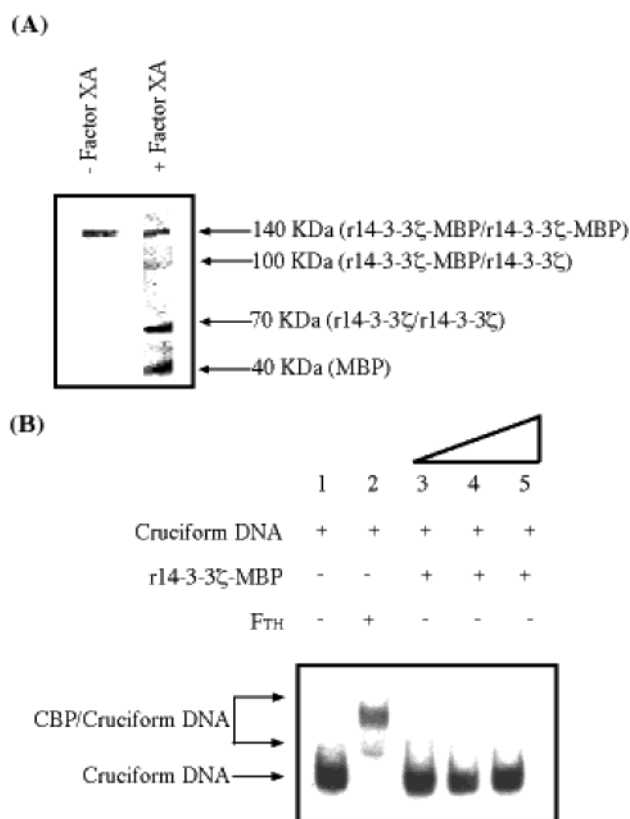 (A)
- Factor XA
+ Factor XA
140 KDa (r14-3-3ζ-MBP/r14-3-3ζ-MBP)
100 KDa (r14-3-3ζ-MBP/r14-3-3ζ)
70 KDa (r14-3-3ζ/r14-3-3ζ)
40 KDa (MBP)
(B)
1 2 3 4 5
Cruciform DNA + + + + +
r14-3-3ζ-MBP - - + + +
FTH - + - - -
CBP/Cruciform DNA
Cruciform DNA